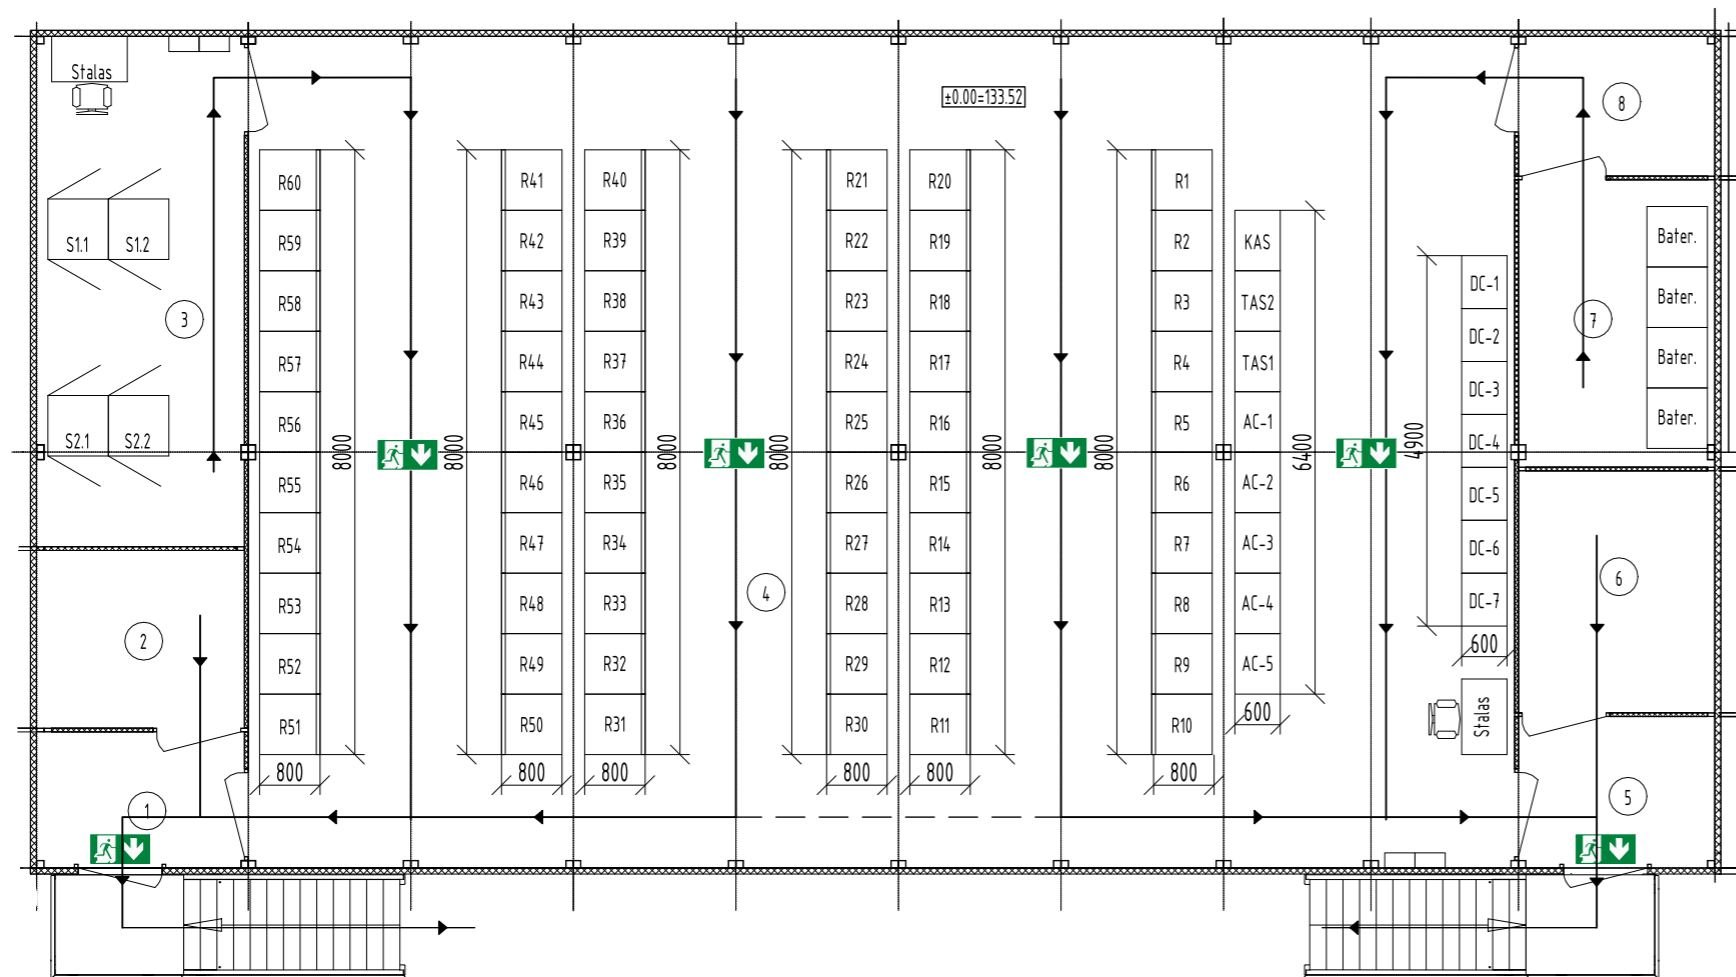 Stalas
±0.00=133.52
8
R60
R41
R40
R21
R20
R1
S1.1
S1.2
R59
R42
R39
R22
R19
R2
KAS
Bater.
3
R58
R43
R38
R23
R18
R3
TAS2
DC-1
7
Bater.
R57
R44
R37
R24
R17
R4
TAS1
DC-2
Bater.
R56
R45
R36
R25
R16
R5
AC-1
DC-3
Bater.
S2.1
S2.2
8000
8000
8000
8000
8000
8000
6400
4900
DC-4
R55
R46
R35
R26
R15
R6
AC-2
DC-5
R54
R47
R34
R27
R14
R7
AC-3
DC-6
6
2
R53
R48
R33
4
R28
R13
R8
AC-4
DC-7
R52
R49
R32
R29
R12
R9
AC-5
600
R51
R50
R31
R30
R11
R10
600
Stalas
800
800
800
800
800
800
1
5